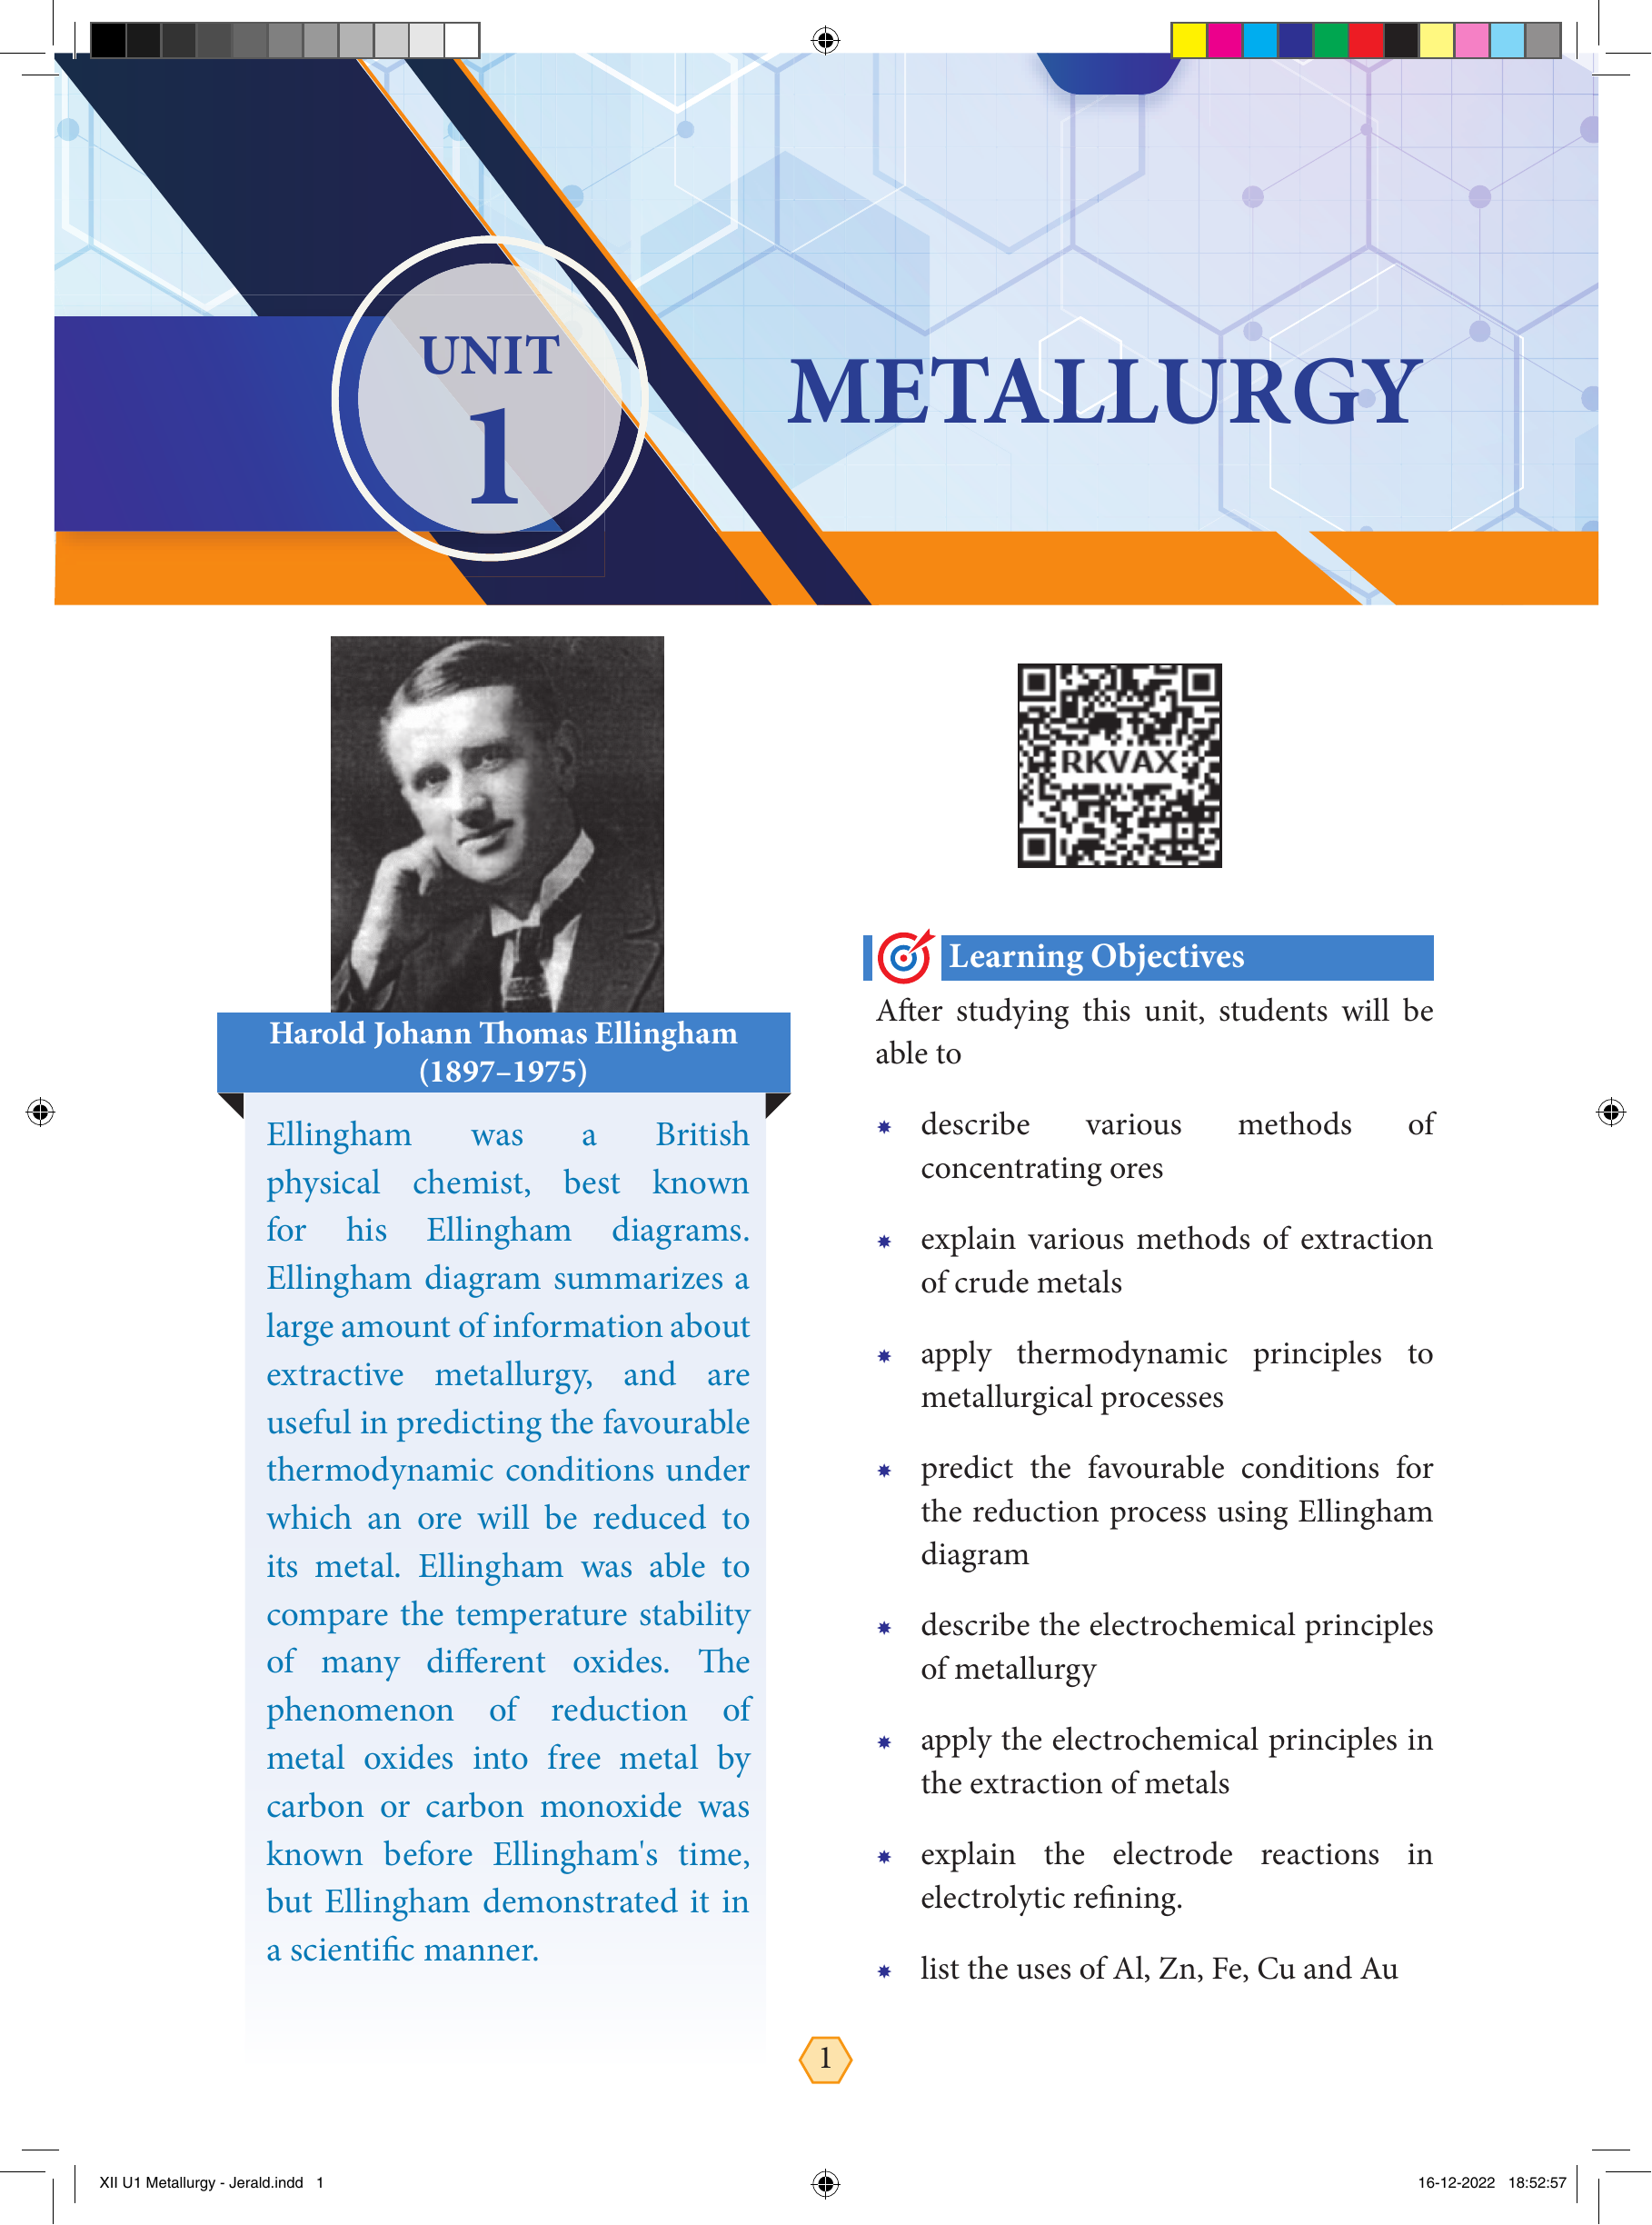 UNIT
1
METALLURGY
RKVAX
Harold Johann Thomas Ellingham
(1897–1975)
Ellingham was a British
physical chemist, best known
for his Ellingham diagrams.
Ellingham diagram summarizes a
large amount of information about
extractive metallurgy, and are
useful in predicting the favourable
thermodynamic conditions under
which an ore will be reduced to
its metal. Ellingham was able to
compare the temperature stability
of many different oxides. The
phenomenon of reduction of
metal oxides into free metal by
carbon or carbon monoxide was
known before Ellingham's time,
but Ellingham demonstrated it in
a scientific manner.
Learning Objectives
After studying this unit, students will be
able to
describe various methods of
concentrating ores
explain various methods of extraction
of crude metals
apply thermodynamic principles to
metallurgical processes
predict the favourable conditions for
the reduction process using Ellingham
diagram
describe the electrochemical principles
of metallurgy
apply the electrochemical principles in
the extraction of metals
explain the electrode reactions in
electrolytic refining.
list the uses of Al, Zn, Fe, Cu and Au
1
XII U1 Metallurgy - Jerald.indd 1
16-12-2022 18:52:57